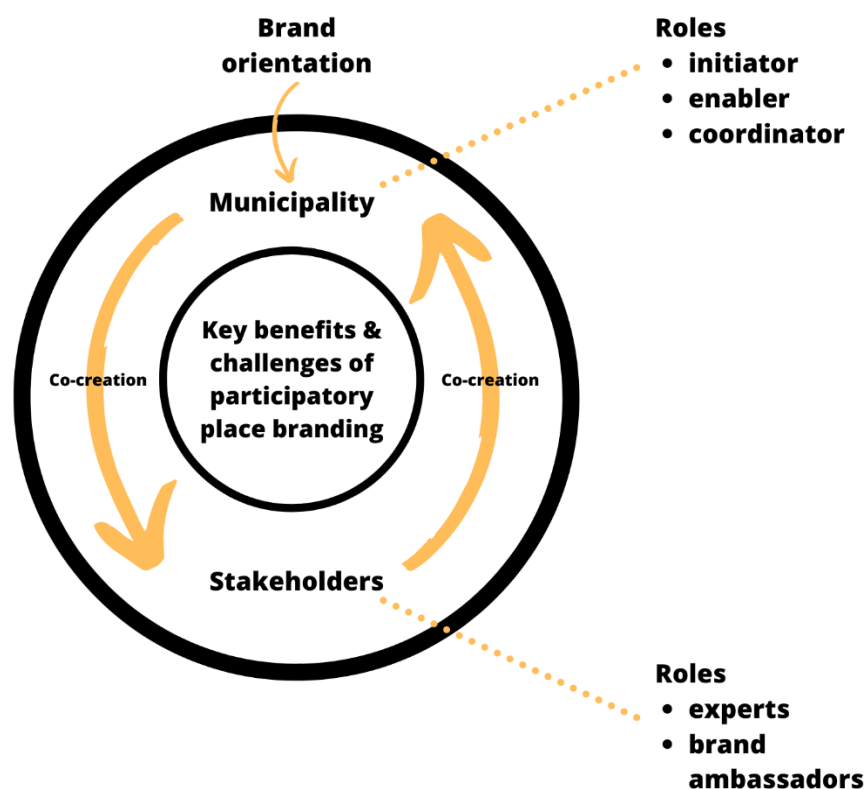 Brand
orientation
Roles
• initiator
• enabler
• coordinator
Municipality
Key benefits &
challenges of
participatory
place branding
Co-creation
Co-creation
Stakeholders
Roles
• experts
• brand
ambassadors